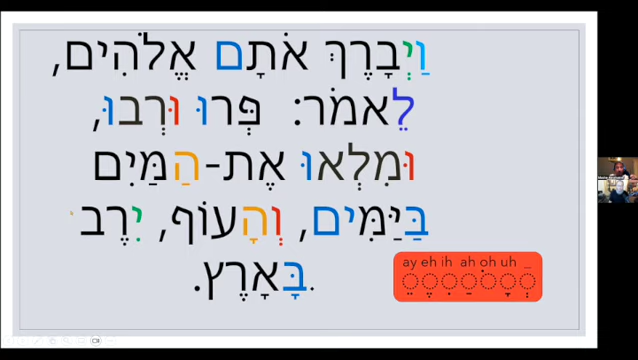 וַיְבָרֶךְ אֹתָם אֱלֹהִים,
לֵאמֹר: פְּרוּ וּרְבוּ,
וּמִלְאוּ אֶת-הַמַּיִם
בַּיַּמִּים, וְהָעוֹף, יִרֶב
בָּאָרֶץ.
ay eh ih ah oh uh _